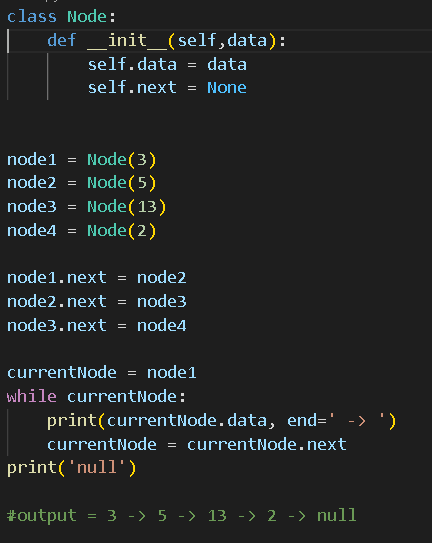 class Node:
    def __init__(self,data):
        self.data = data
        self.next = None
node1 = Node(3)
node2 = Node(5)
node3 = Node(13)
node4 = Node(2)
node1.next = node2
node2.next = node3
node3.next = node4
currentNode = node1
while currentNode:
    print(currentNode.data, end=' -> ')
    currentNode = currentNode.next
print('null')
#output = 3 -> 5 -> 13 -> 2 -> null